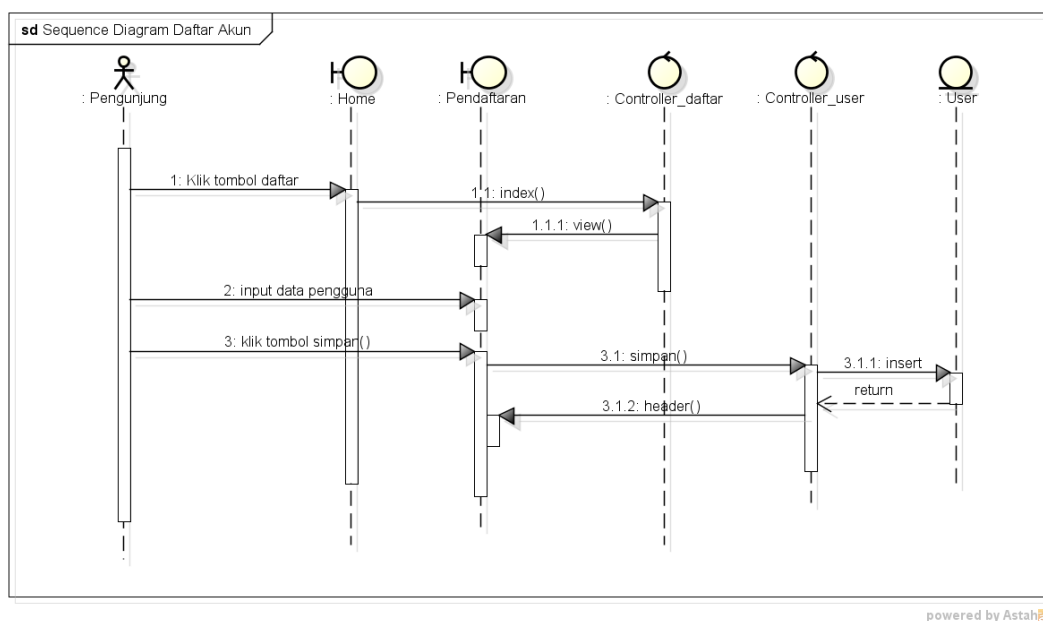 sd Sequence Diagram Daftar Akun
: Pengunjung
: Home
: Pendaftaran
: Controller_daftar
: Controller_user
: User
1: Klik tombol daftar
1.1: index()
1.1.1: view()
2: input data pengguna
3: klik tombol simpan()
3.1: simpan()
3.1.1: insert
return
3.1.2: header()
powered by Astah